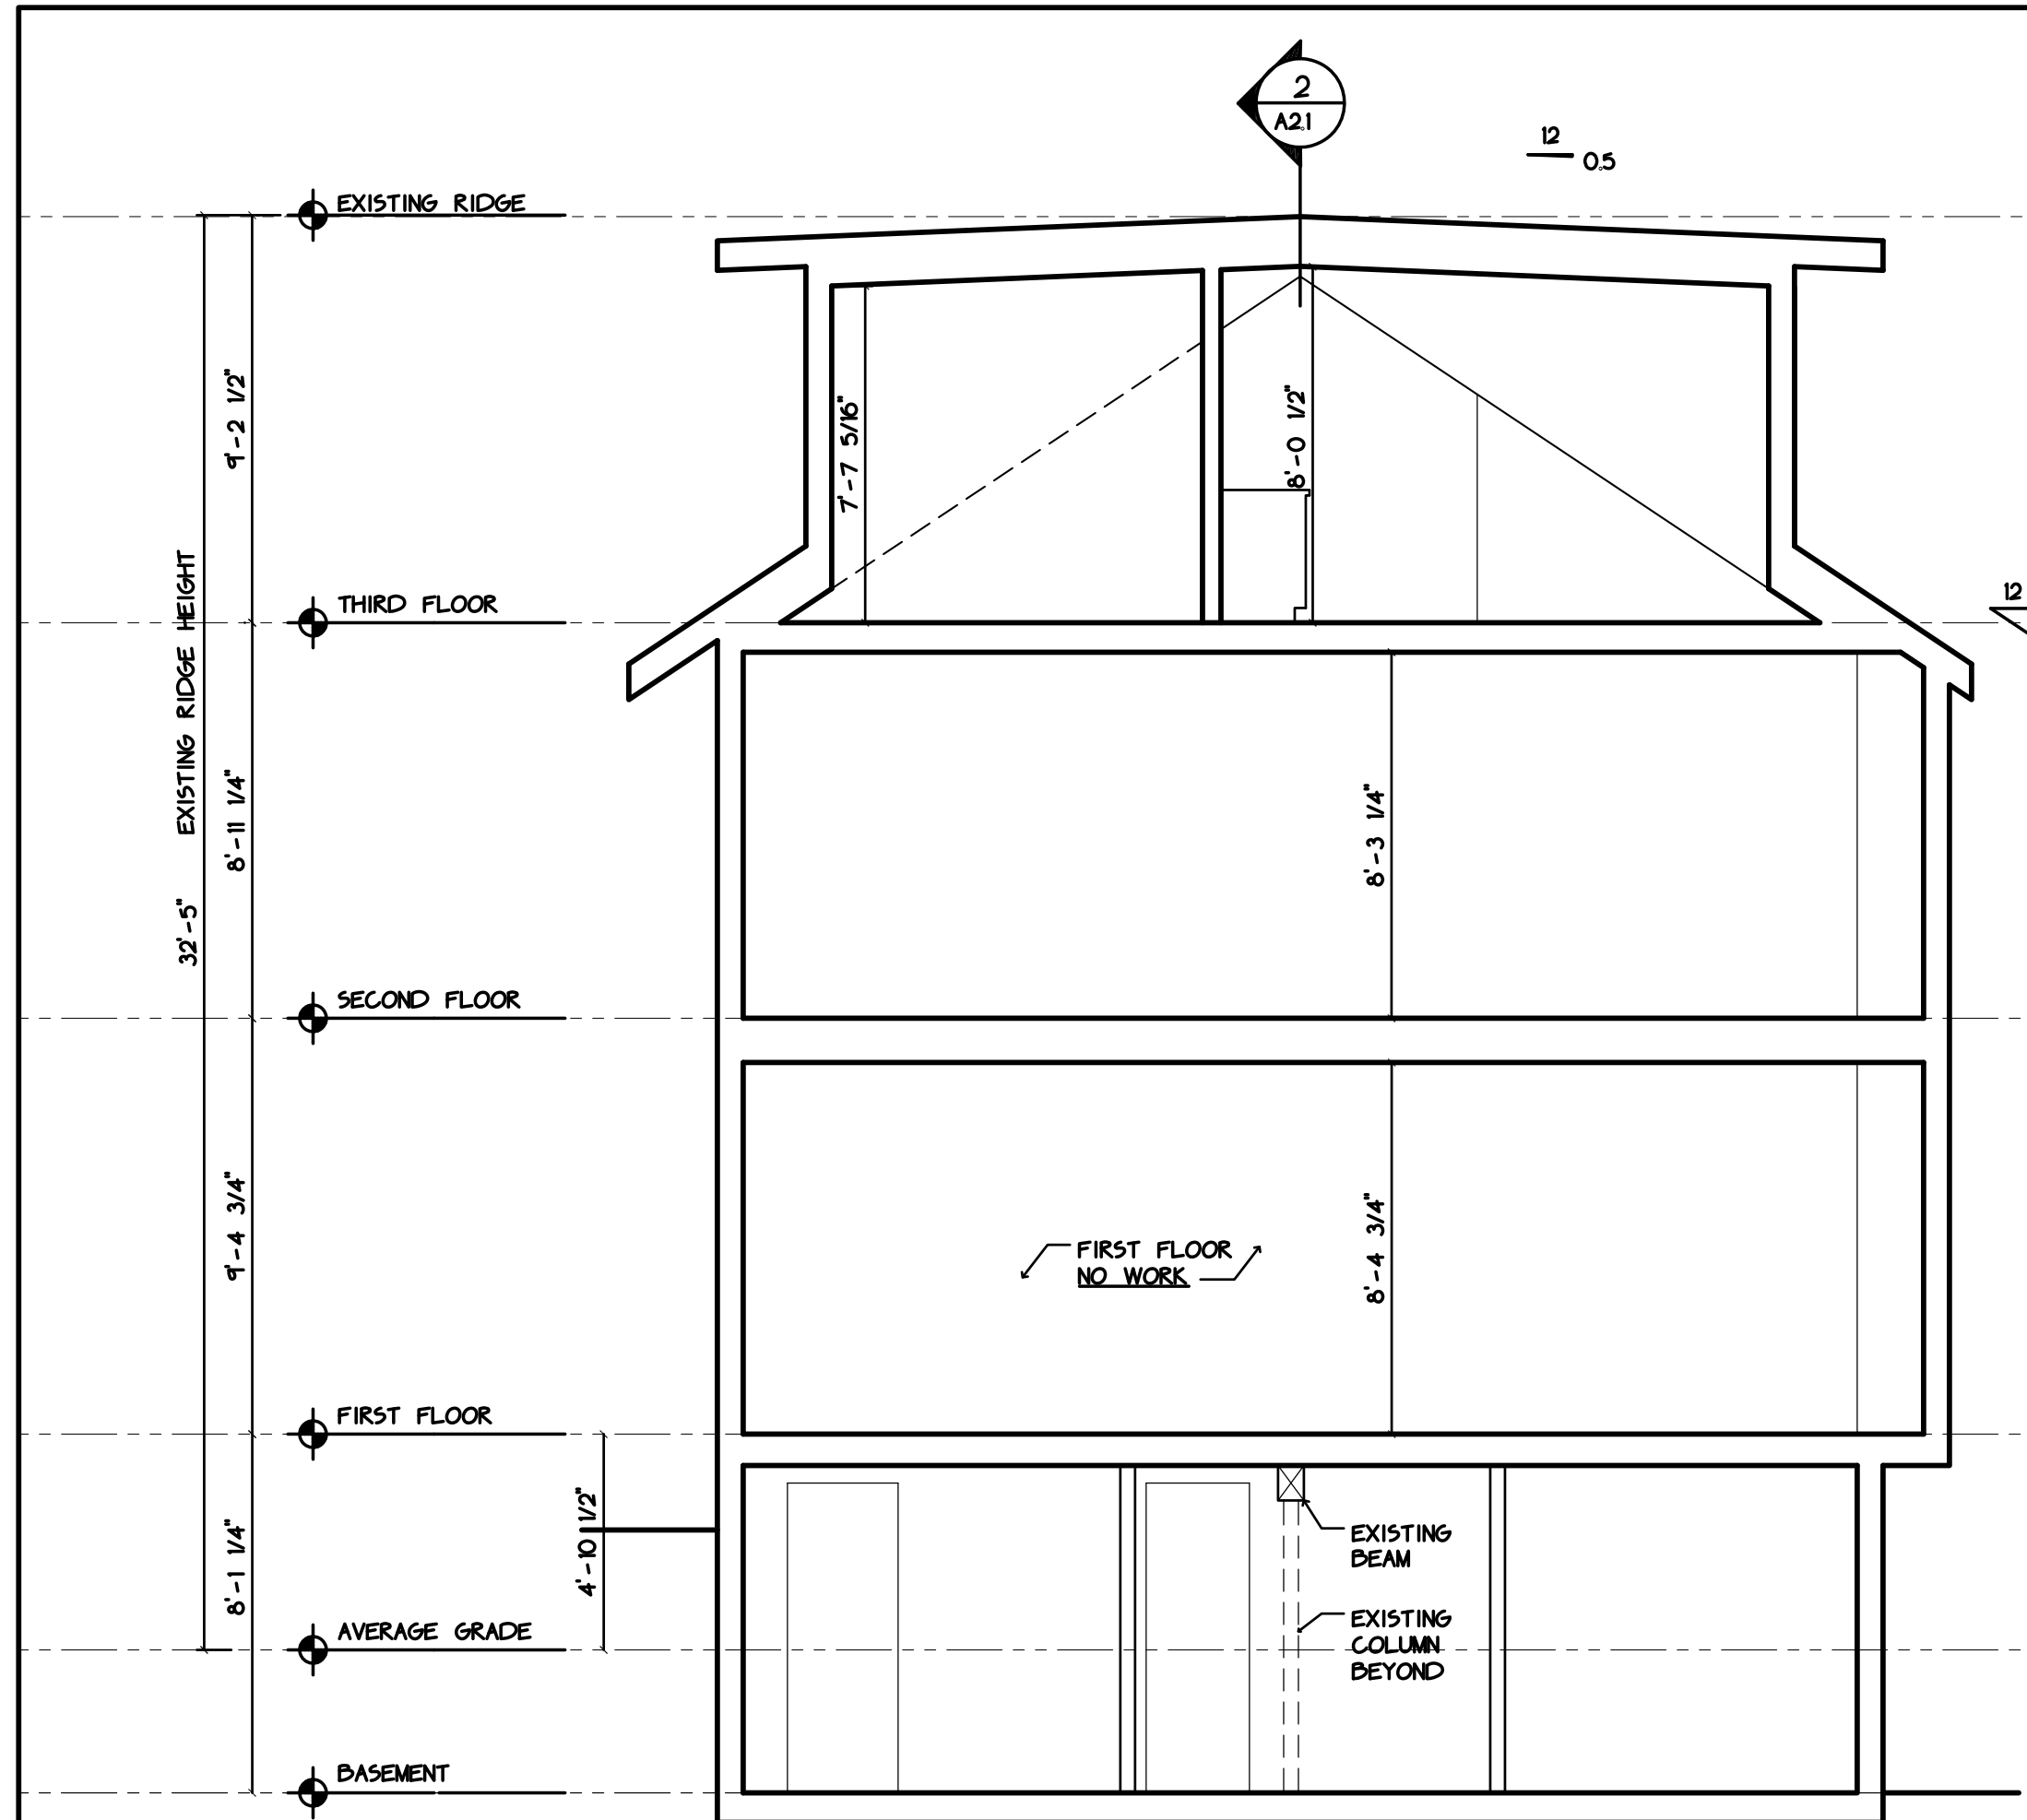 2
A2.1
12
0.5
EXISTING RIDGE
9'-2 1/2"
7'-7 5/16"
8'-0 1/2"
EXISTING RIDGE HEIGHT
32'-5"
THIRD FLOOR
12
8'-11 1/4"
8'-3 1/4"
SECOND FLOOR
9'-4 3/4"
8'-4 3/4"
FIRST FLOOR
NO WORK
FIRST FLOOR
8'-1 1/4"
4'-10 1/2"
EXISTING
BEAM
EXISTING
COLUMN
BEYOND
AVERAGE GRADE
BASEMENT